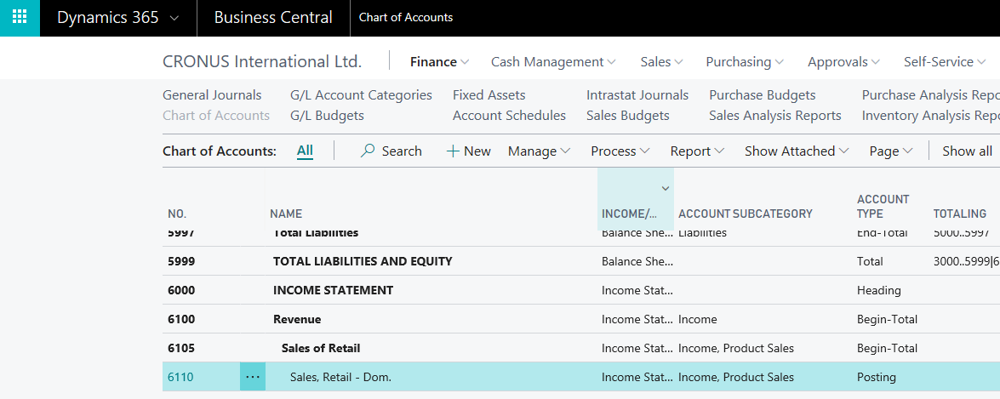 Dynamics 365 Business Central Chart of Accounts
CRONUS International Ltd. Finance Cash Management Sales Purchasing Approvals Self-Service
General Journals G/L Account Categories Fixed Assets Intrastat Journals Purchase Budgets Purchase Analysis Repo
Chart of Accounts G/L Budgets Account Schedules Sales Budgets Sales Analysis Reports Inventory Analysis Rep
Chart of Accounts: All Search + New Manage Process Report Show Attached Page Show all
ACCOUNT
NO. NAME INCOME/... ACCOUNT SUBCATEGORY TYPE TOTALING
5997 Total Liabilities Balance She... Liabilities End-Total 5000..5997
5999 TOTAL LIABILITIES AND EQUITY Balance She... Total 3000..5999|6
6000 INCOME STATEMENT Income Stat... Heading
6100 Revenue Income Stat... Income Begin-Total
6105 Sales of Retail Income Stat... Income, Product Sales Begin-Total
6110 ... Sales, Retail - Dom. Income Stat... Income, Product Sales Posting